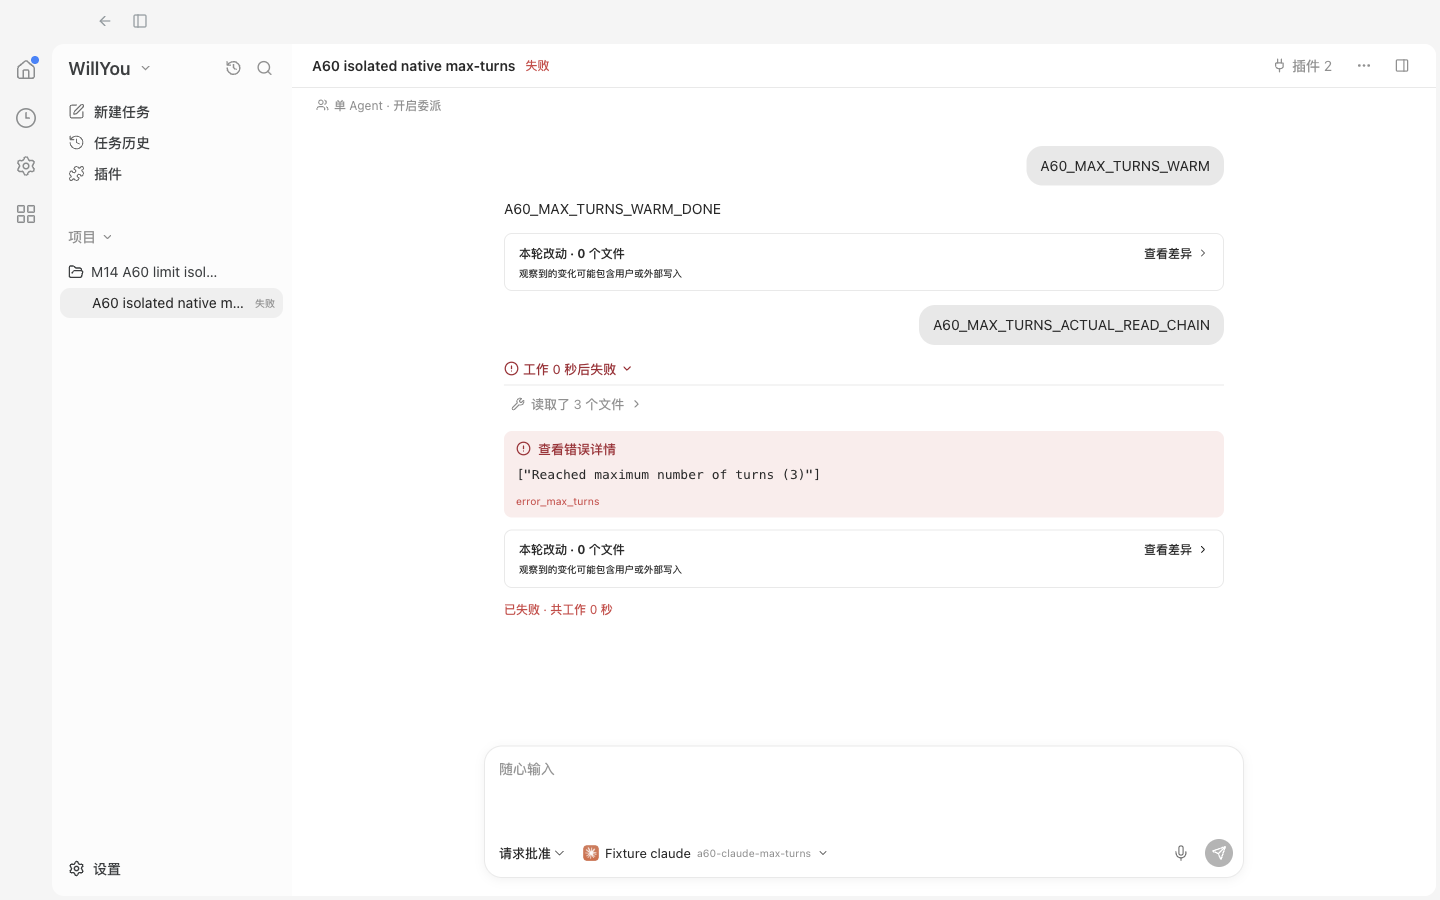 WillYou
新建任务
任务历史
插件
项目
M14 A60 limit isol...
A60 isolated native m... 失败
设置
A60 isolated native max-turns 失败
插件 2
单 Agent · 开启委派
A60_MAX_TURNS_WARM
A60_MAX_TURNS_WARM_DONE
本轮改动 · 0 个文件 查看差异
观察到的变化可能包含用户或外部写入
A60_MAX_TURNS_ACTUAL_READ_CHAIN
工作 0 秒后失败
读取了 3 个文件
查看错误详情
["Reached maximum number of turns (3)"]
error_max_turns
本轮改动 · 0 个文件 查看差异
观察到的变化可能包含用户或外部写入
已失败 · 共工作 0 秒
随心输入
请求批准 Fixture claude a60-claude-max-turns